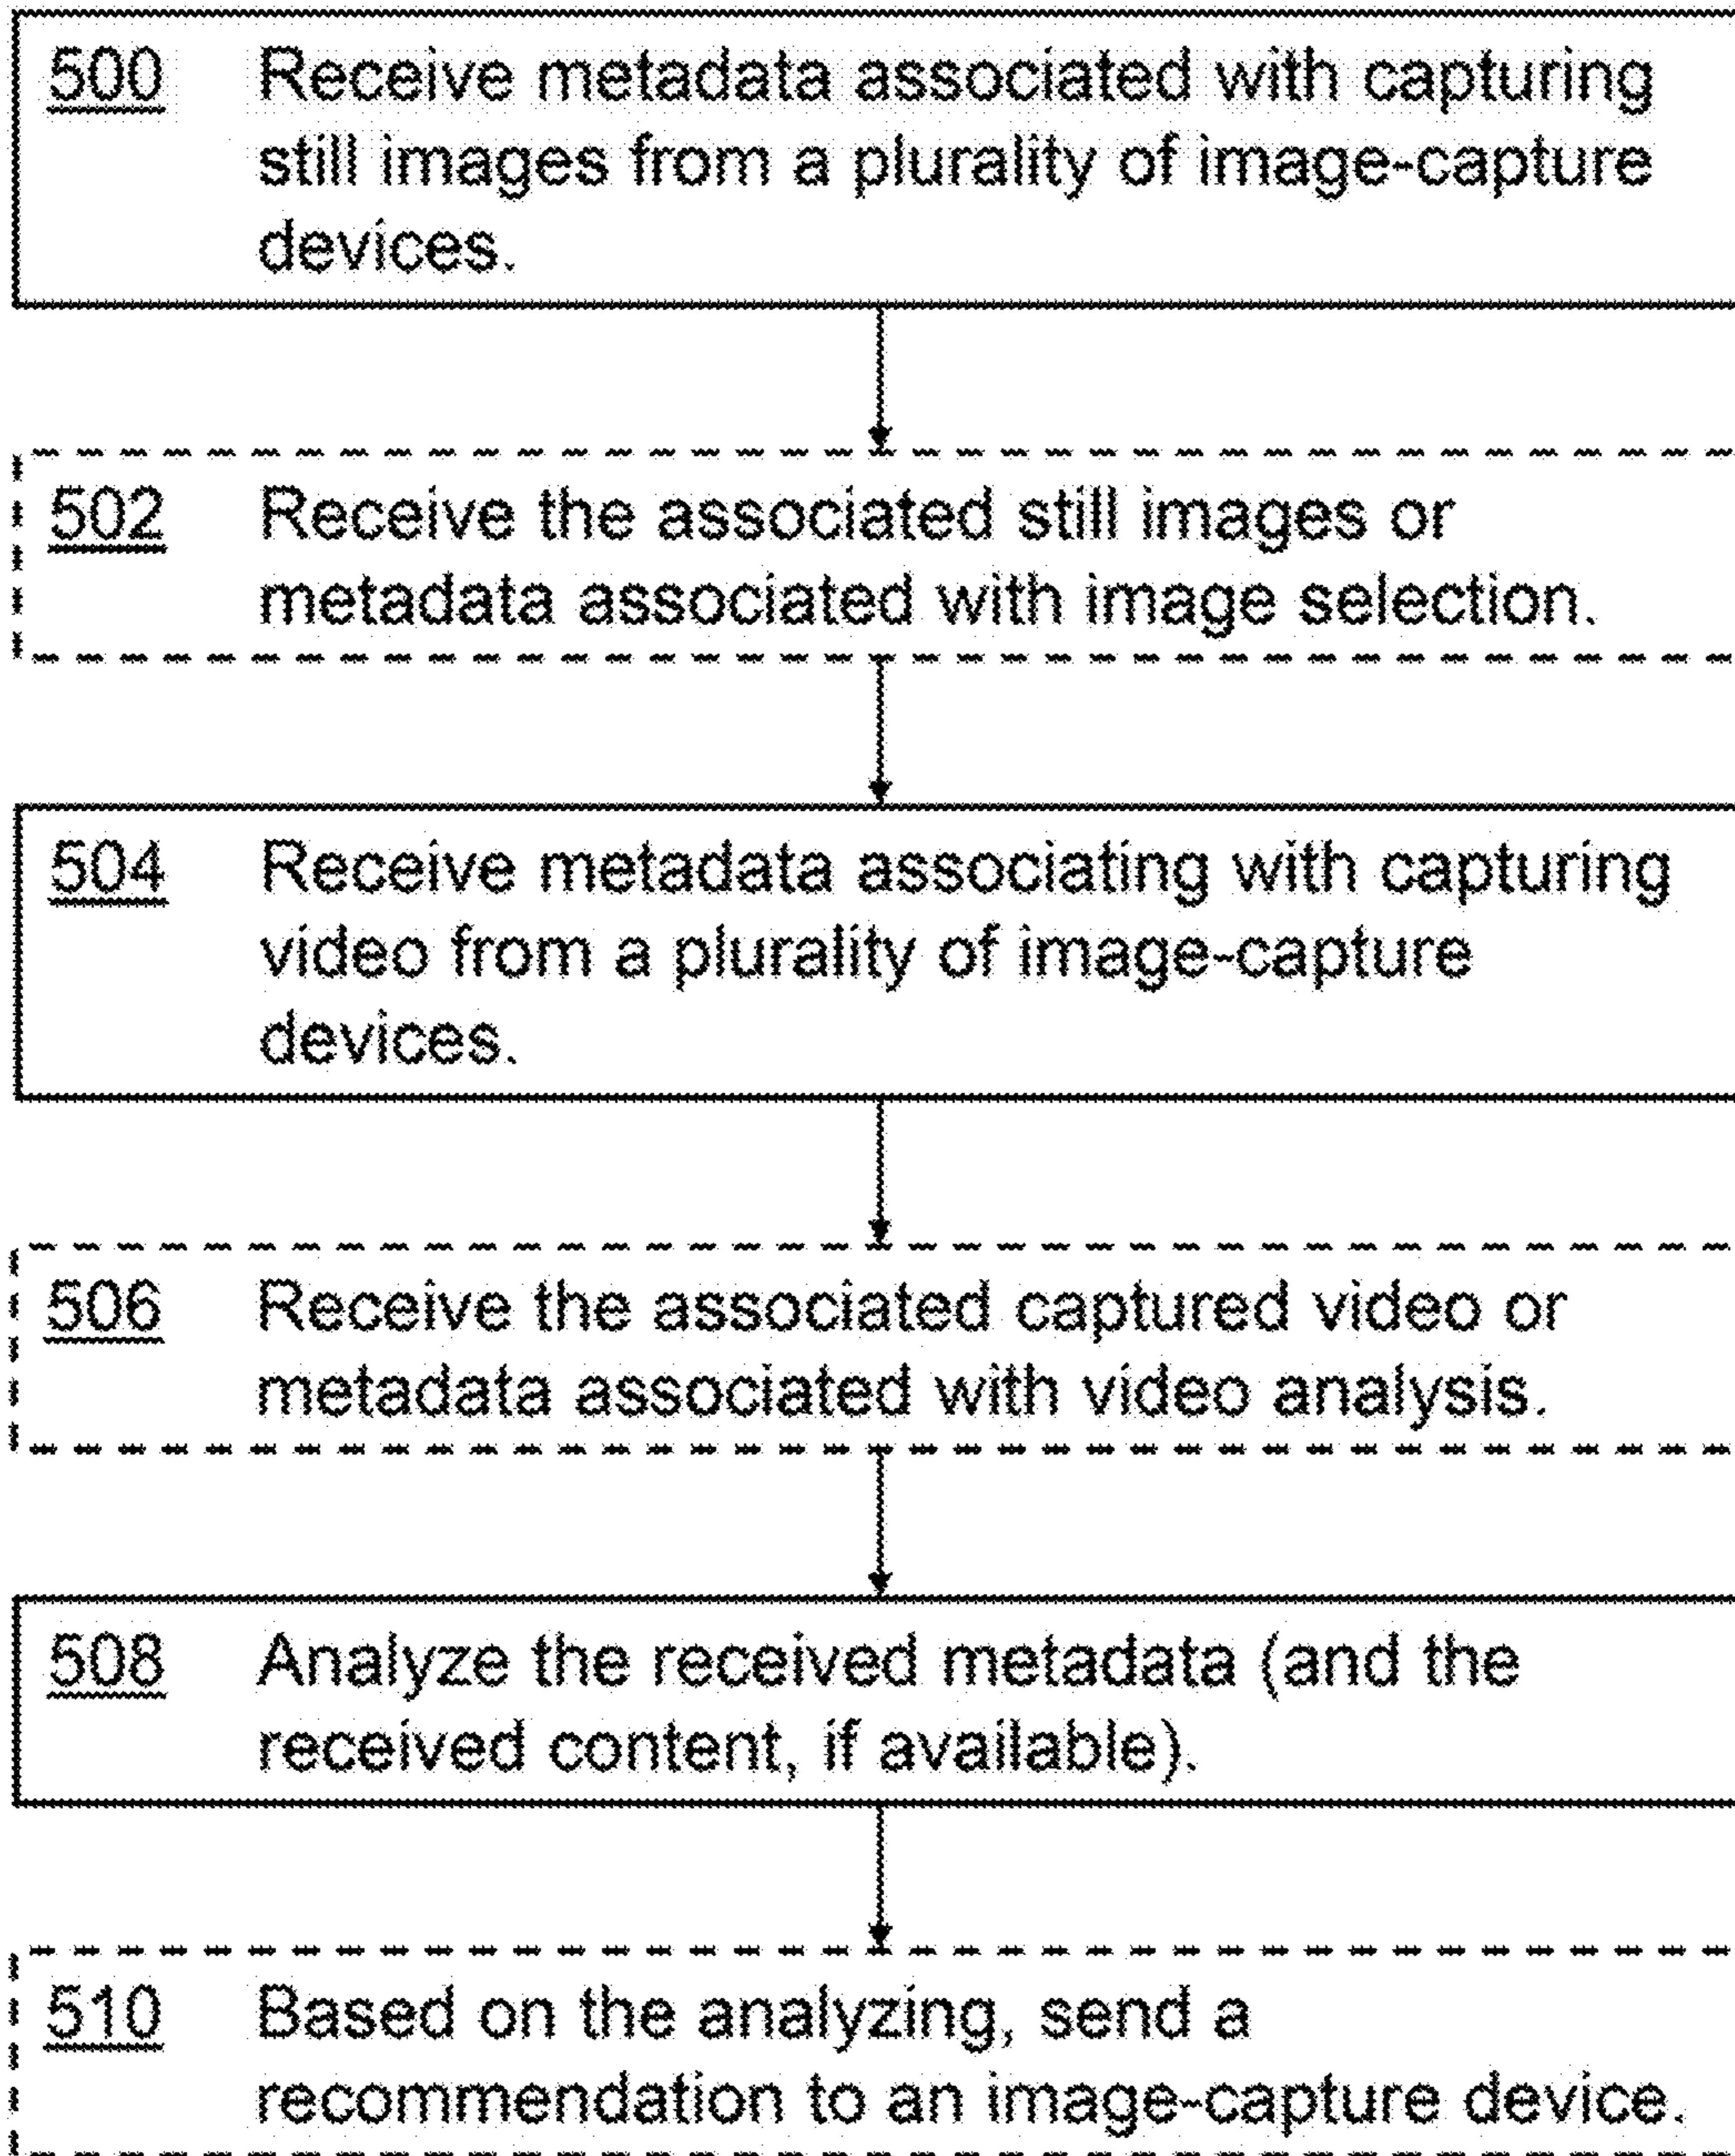 500 Receive metadata associated with capturing
still images from a plurality of image-capture
devices.
502 Receive the associated still images or
metadata associated with image selection.
504 Receive metadata associating with capturing
video from a plurality of image-capture
devices.
506 Receive the associated captured video or
metadata associated with video analysis.
508 Analyze the received metadata (and the
received content, if available).
510 Based on the analyzing, send a
recommendation to an image-capture device.